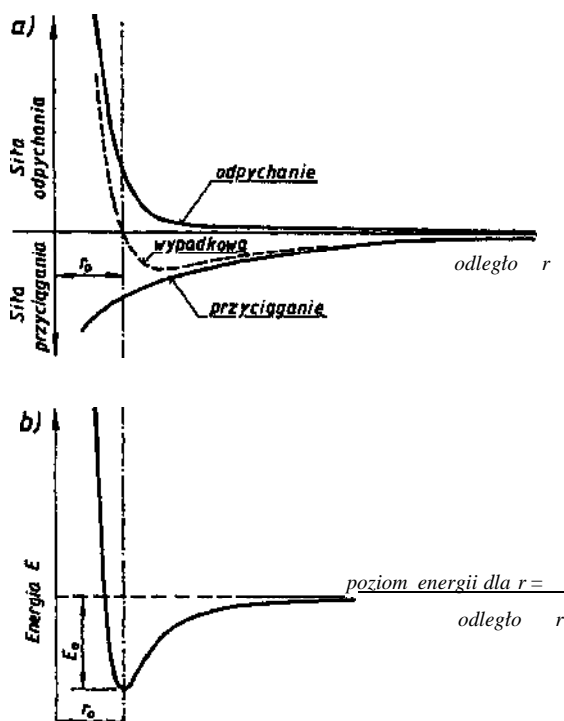 a)
Siła
odpychania
odpychanie
wypadkowa
r₀
odległo r
Siła
przyciągania
przyciąganie
b)
Energia E
poziom energii dla r =
odległo r
E₀
r₀